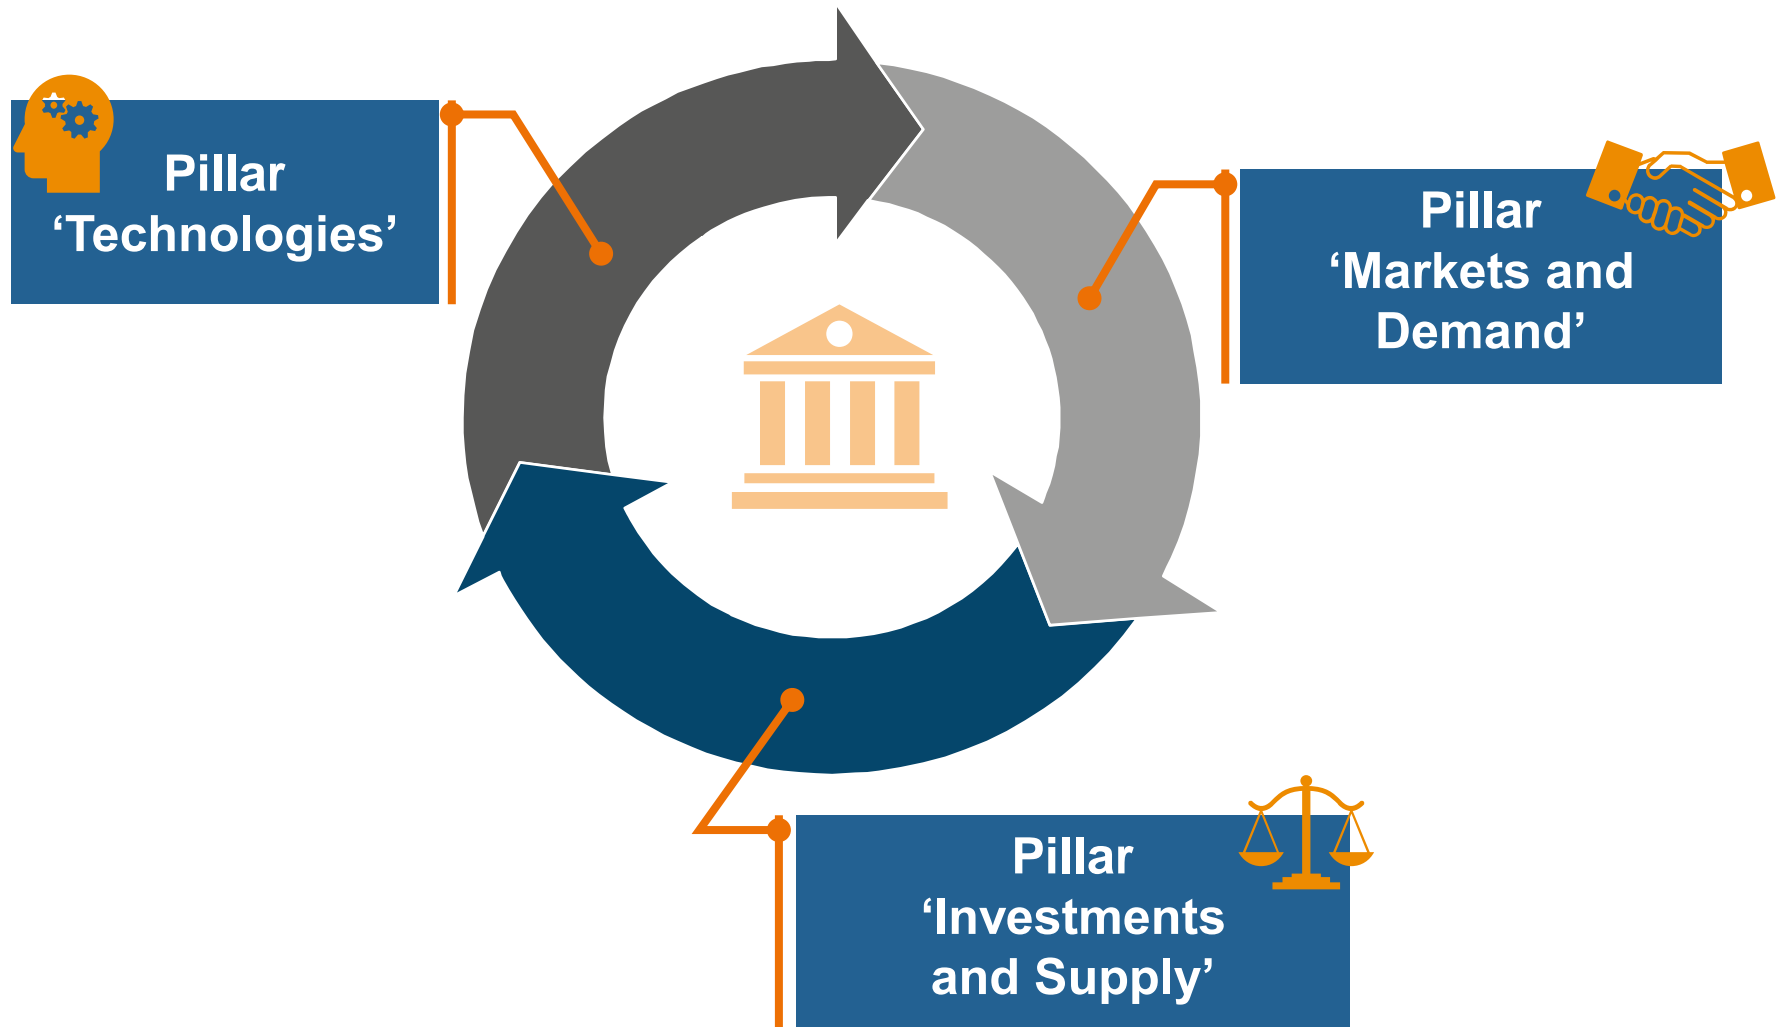 Pillar
‘Technologies’
Pillar
‘Markets and
Demand’
Pillar
‘Investments
and Supply’